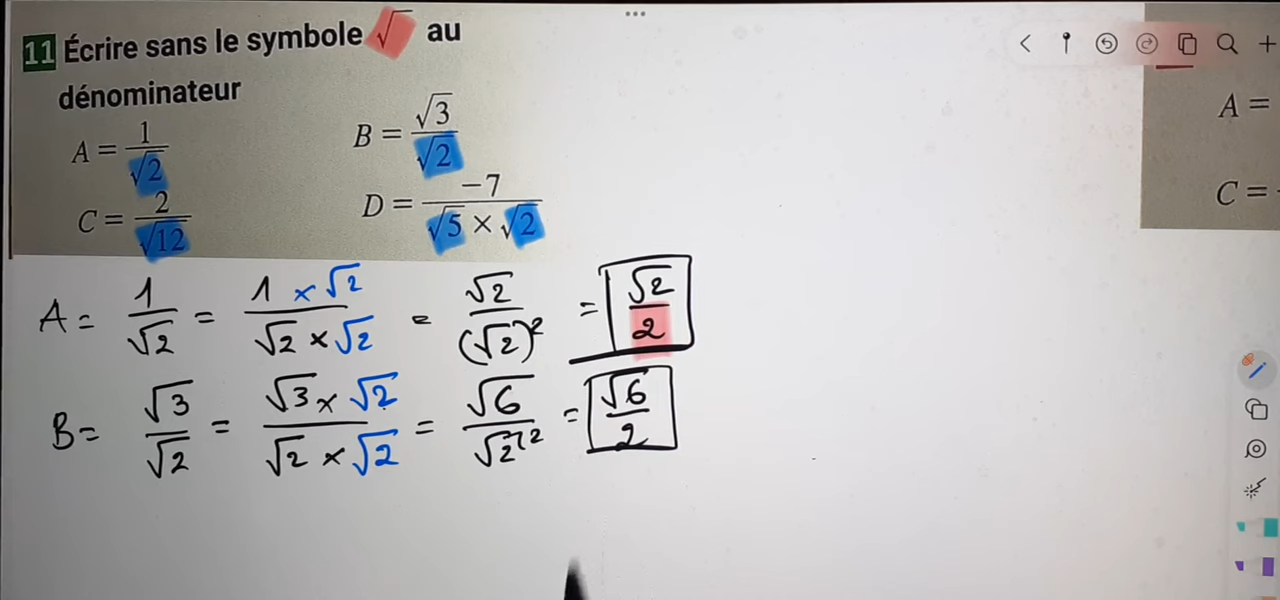 11 Écrire sans le symbole √ au
dénominateur
A = 1/√2
B = √3/√2
C = 2/√12
D = -7/(√5 × √2)
A = 1/√2 = (1 × √2)/(√2 × √2) = √2/(√2)² = √2/2
B = √3/√2 = (√3 × √2)/(√2 × √2) = √6/√2² = √6/2
A =
C =